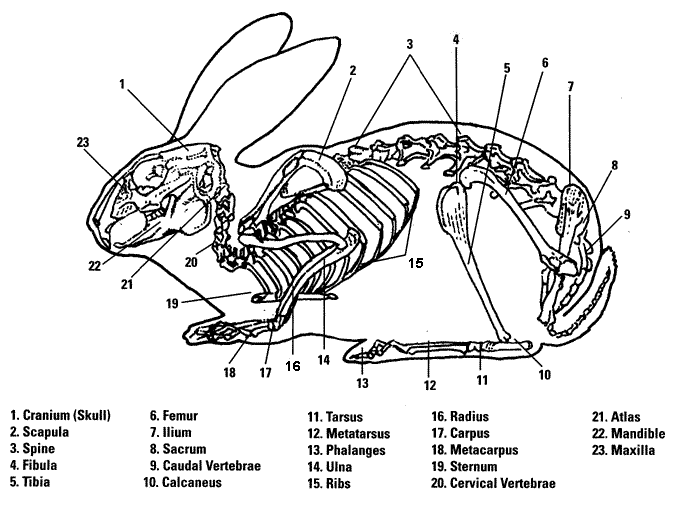 3
4
5
6
2
7
1
23
8
9
20
15
22
21
19
18
17
16
14
13
12
11
10
1. Cranium (Skull)
2. Scapula
3. Spine
4. Fibula
5. Tibia
6. Femur
7. Ilium
8. Sacrum
9. Caudal Vertebrae
10. Calcaneus
11. Tarsus
12. Metatarsus
13. Phalanges
14. Ulna
15. Ribs
16. Radius
17. Carpus
18. Metacarpus
19. Sternum
20. Cervical Vertebrae
21. Atlas
22. Mandible
23. Maxilla